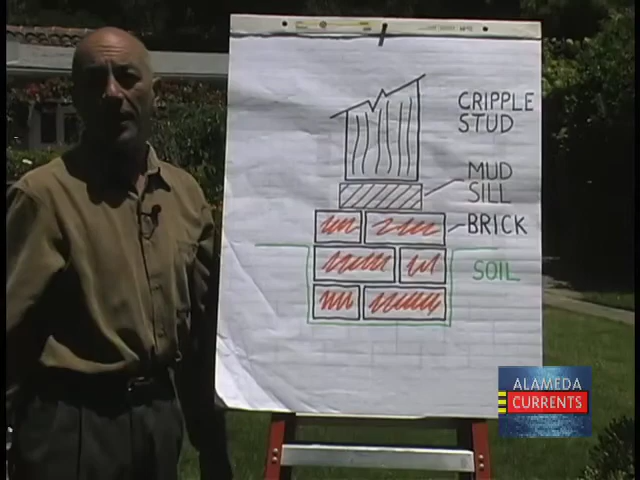 CRIPPLE
STUD
MUD
SILL
BRICK
SOIL
ALAMEDA
CURRENTS